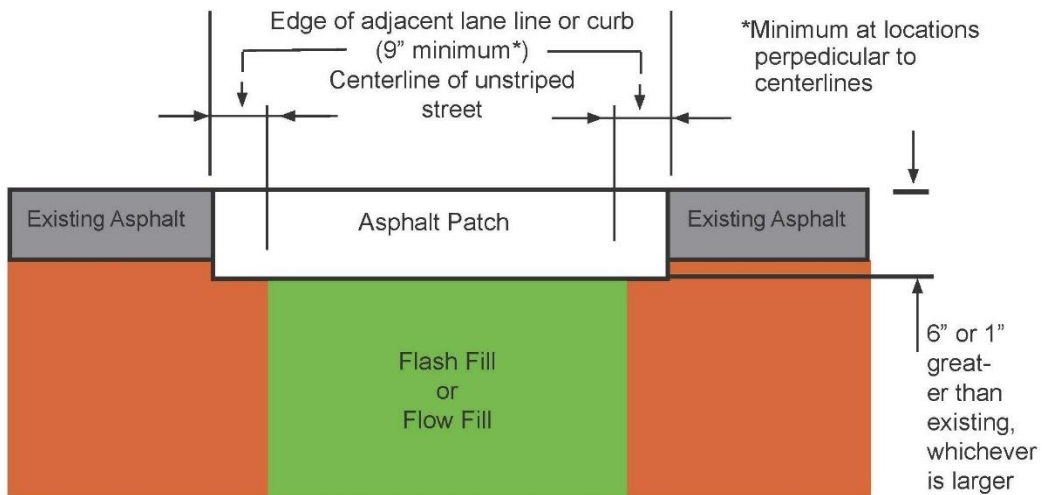 Edge of adjacent lane line or curb
(9” minimum*)
Centerline of unstriped
street
*Minimum at locations
perpedicular to
centerlines
Existing Asphalt
Asphalt Patch
Existing Asphalt
Flash Fill
or
Flow Fill
6” or 1”
great-
er than
existing,
whichever
is larger